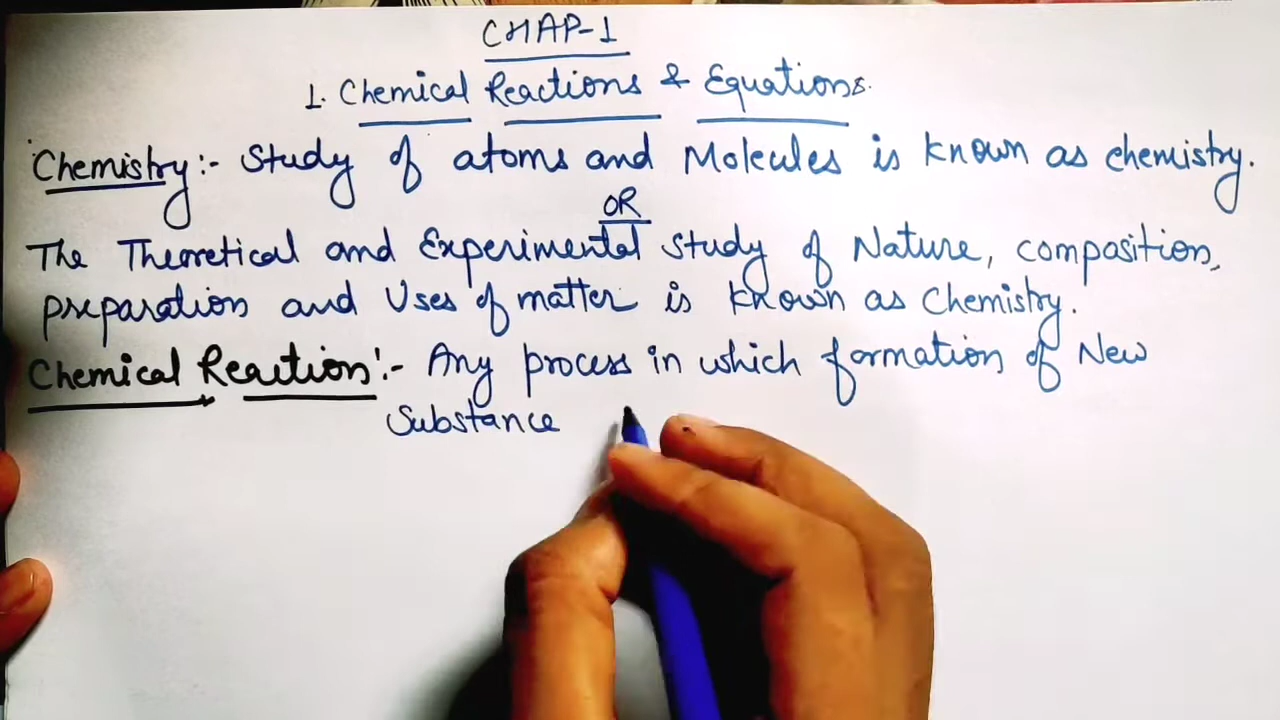 CHAP-1
1. Chemical Reactions & Equations.
Chemistry:- Study of atoms and Molecules is known as chemistry.
OR
The Theoretical and Experimental study of Nature, composition,
preparation and Uses of matter is known as Chemistry.
Chemical Reaction:- Any process in which formation of New
Substance